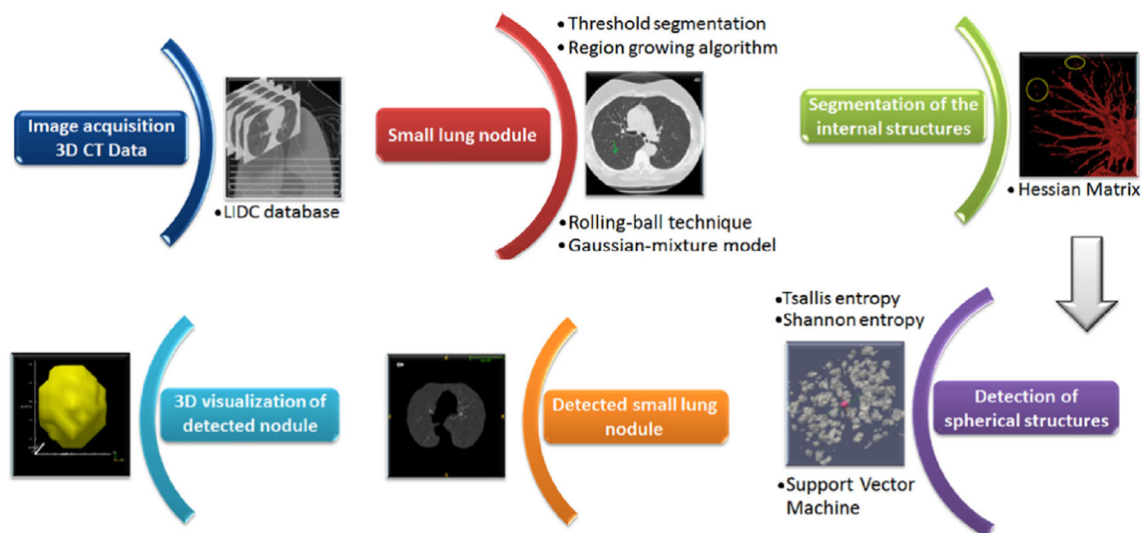 Image acquisition
3D CT Data
•LIDC database
Small lung nodule
•Threshold segmentation
•Region growing algorithm
•Rolling-ball technique
•Gaussian-mixture model
Segmentation of the
internal structures
•Hessian Matrix
•Tsallis entropy
•Shannon entropy
•Support Vector
Machine
Detection of
spherical structures
Detected small lung
nodule
3D visualization of
detected nodule